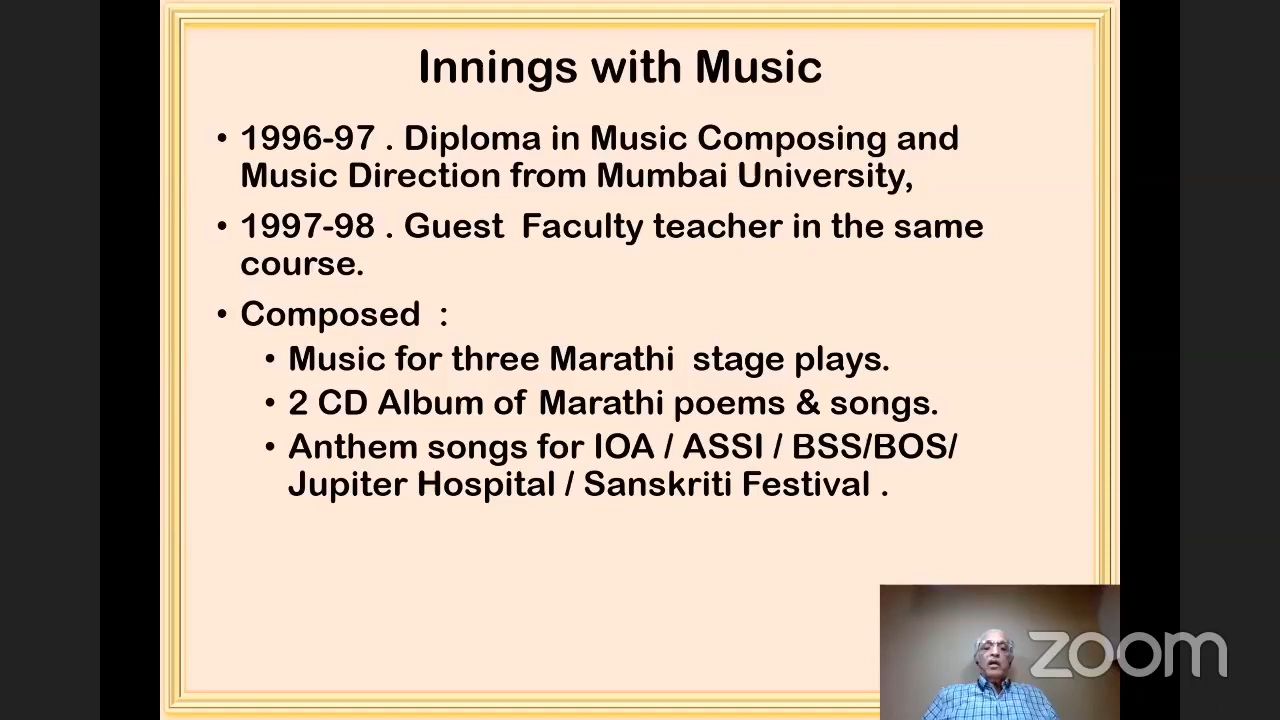 Innings with Music
• 1996-97 . Diploma in Music Composing and
Music Direction from Mumbai University,
• 1997-98 . Guest Faculty teacher in the same
course.
• Composed :
• Music for three Marathi stage plays.
• 2 CD Album of Marathi poems & songs.
• Anthem songs for IOA / ASSI / BSS/BOS/
Jupiter Hospital / Sanskriti Festival .
zoom